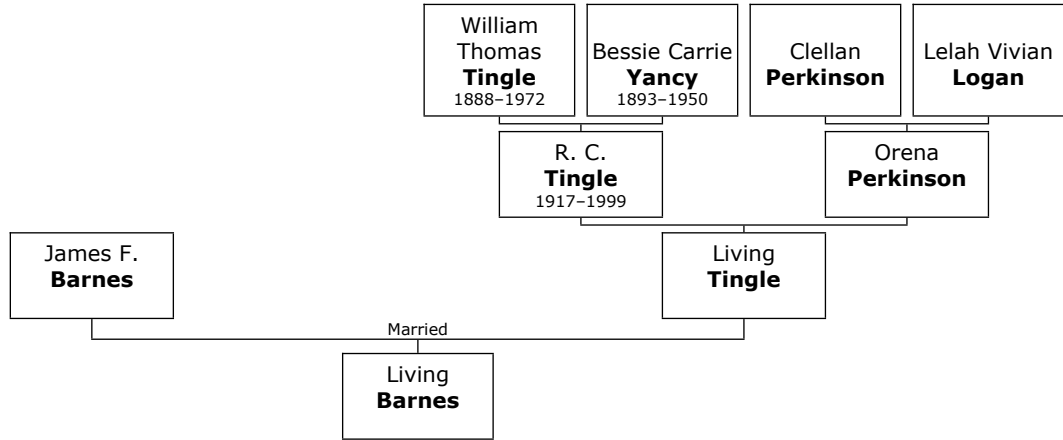 William
Thomas
Tingle
1888–1972
Bessie Carrie
Yancy
1893–1950
Clellan
Perkinson
Lelah Vivian
Logan
R. C.
Tingle
1917–1999
Orena
Perkinson
James F.
Barnes
Living
Tingle
Married
Living
Barnes